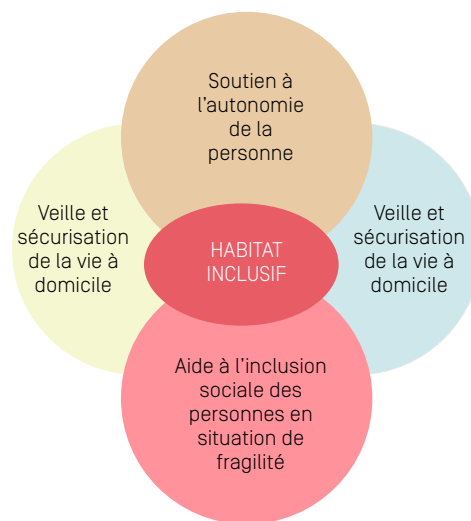 Soutien à
l'autonomie
de la
personne
Veille et
sécurisation
de la vie à
domicile
HABITAT
INCLUSIF
Veille et
sécurisation
de la vie à
domicile
Aide à l'inclusion
sociale des
personnes en
situation de
fragilité